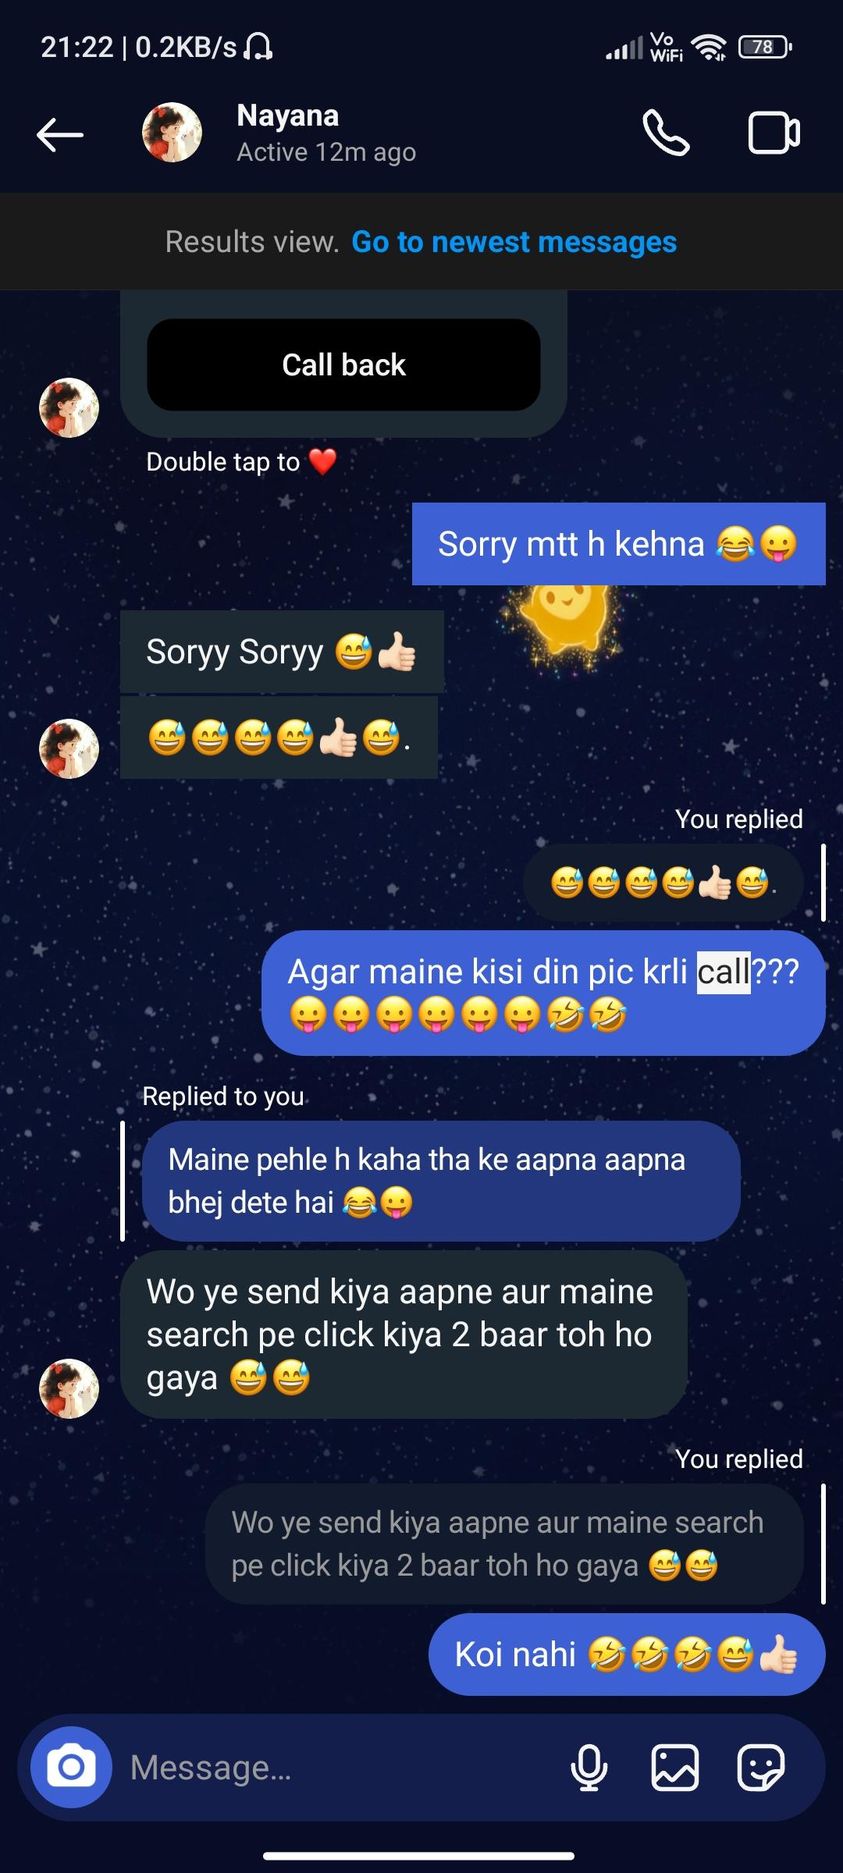 21:22 | 0.2KB/s
Vo
WiFi
78
Nayana
Active 12m ago
Results view. Go to newest messages
Call back
Double tap to ❤️
Sorry mtt h kehna 😂😛
Soryy Soryy 😅👍🏻
😅😅😅😅👍🏻😅.
You replied
😅😅😅😅👍🏻😅.
Agar maine kisi din pic krli call???
😛😛😛😛😛😛🤣🤣
Replied to you
Maine pehle h kaha tha ke aapna aapna
bhej dete hai 😂😛
Wo ye send kiya aapne aur maine
search pe click kiya 2 baar toh ho
gaya 😅😅
You replied
Wo ye send kiya aapne aur maine search
pe click kiya 2 baar toh ho gaya 😅😅
Koi nahi 🤣🤣🤣😅👍🏻
Message...